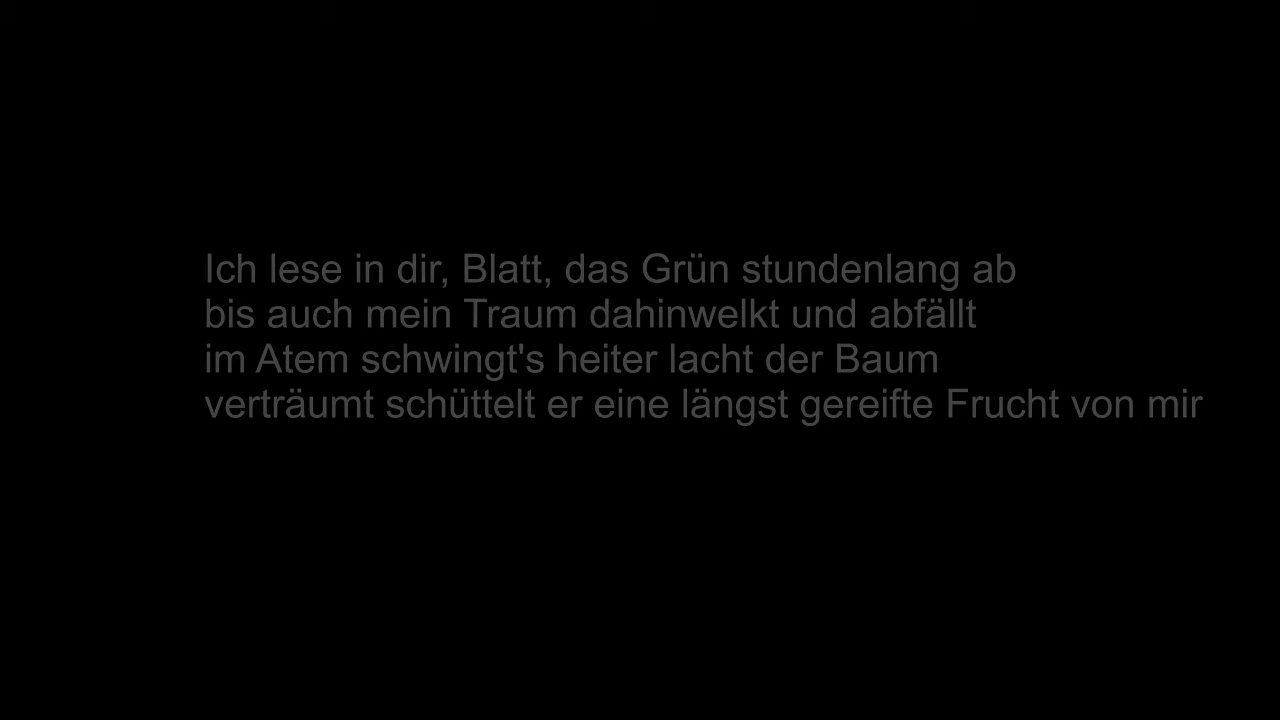 Ich lese in dir, Blatt, das Grün stundenlang ab
bis auch mein Traum dahinwelkt und abfällt
im Atem schwingt's heiter lacht der Baum
verträumt schüttelt er eine längst gereifte Frucht von mir